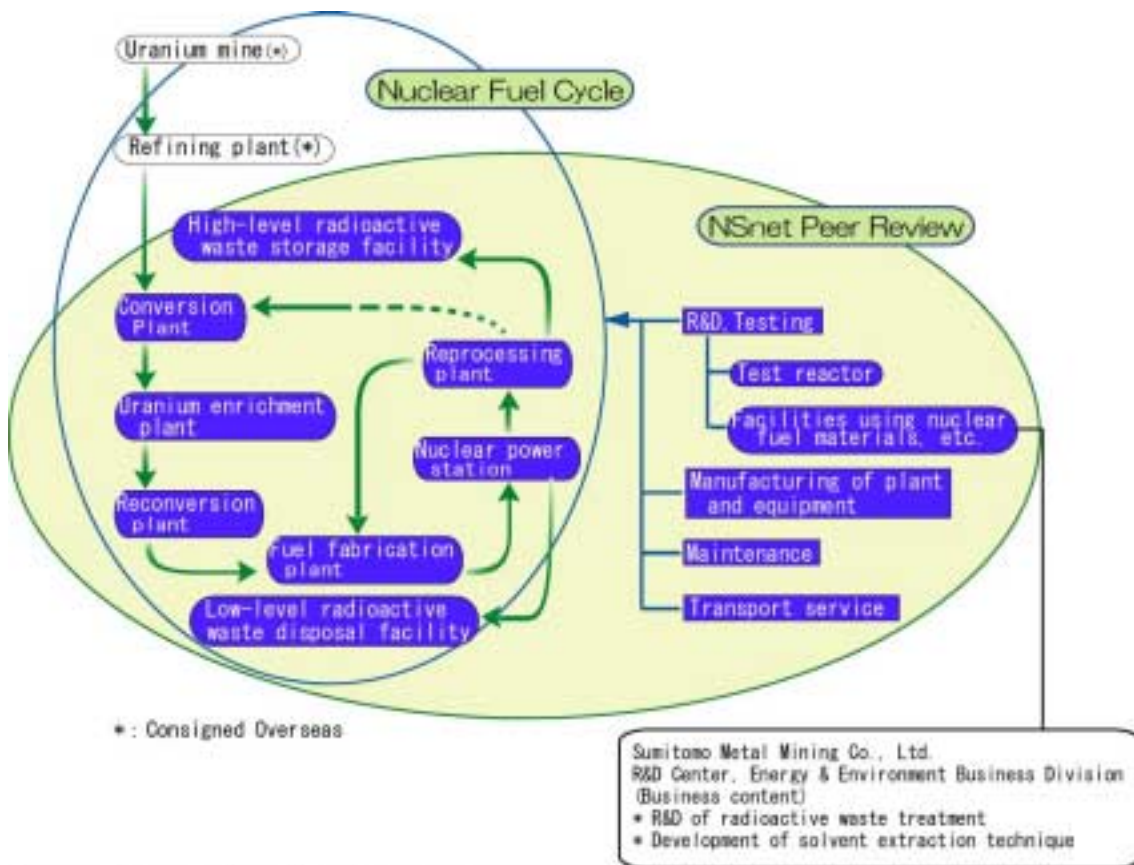 Uranium mine(*)
Nuclear Fuel Cycle
Refining plant(*)
High-level radioactive
waste storage facility
NSnet Peer Review
Conversion
Plant
R&D,Testing
Reprocessing
plant
Test reactor
Uranium enrichment
plant
Facilities using nuclear
fuel materials, etc.
Nuclear power
station
Manufacturing of plant
and equipment
Reconversion
plant
Fuel fabrication
plant
Maintenance
Low-level radioactive
waste disposal facility
Transport service
* : Consigned Overseas
Sumitomo Metal Mining Co., Ltd.
R&D Center, Energy & Environment Business Division
(Business content)
* R&D of radioactive waste treatment
* Development of solvent extraction technique